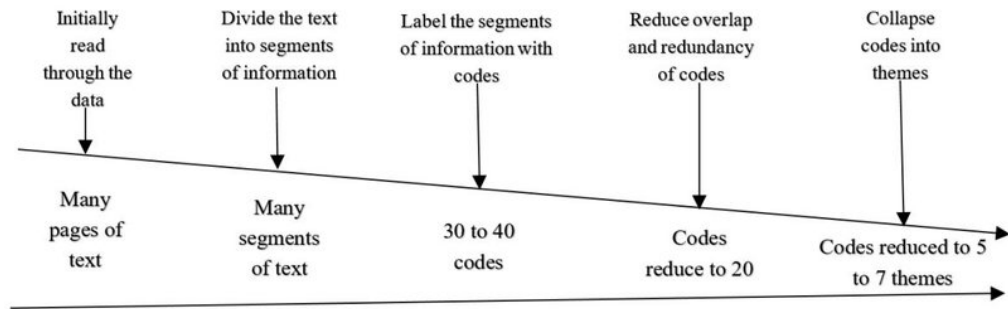 Initially
read
through the
data
Divide the text
into segments
of information
Label the segments
of information with
codes
Reduce overlap
and redundancy
of codes
Collapse
codes into
themes
Many
pages of
text
Many
segments
of text
30 to 40
codes
Codes
reduce to 20
Codes reduced to 5
to 7 themes